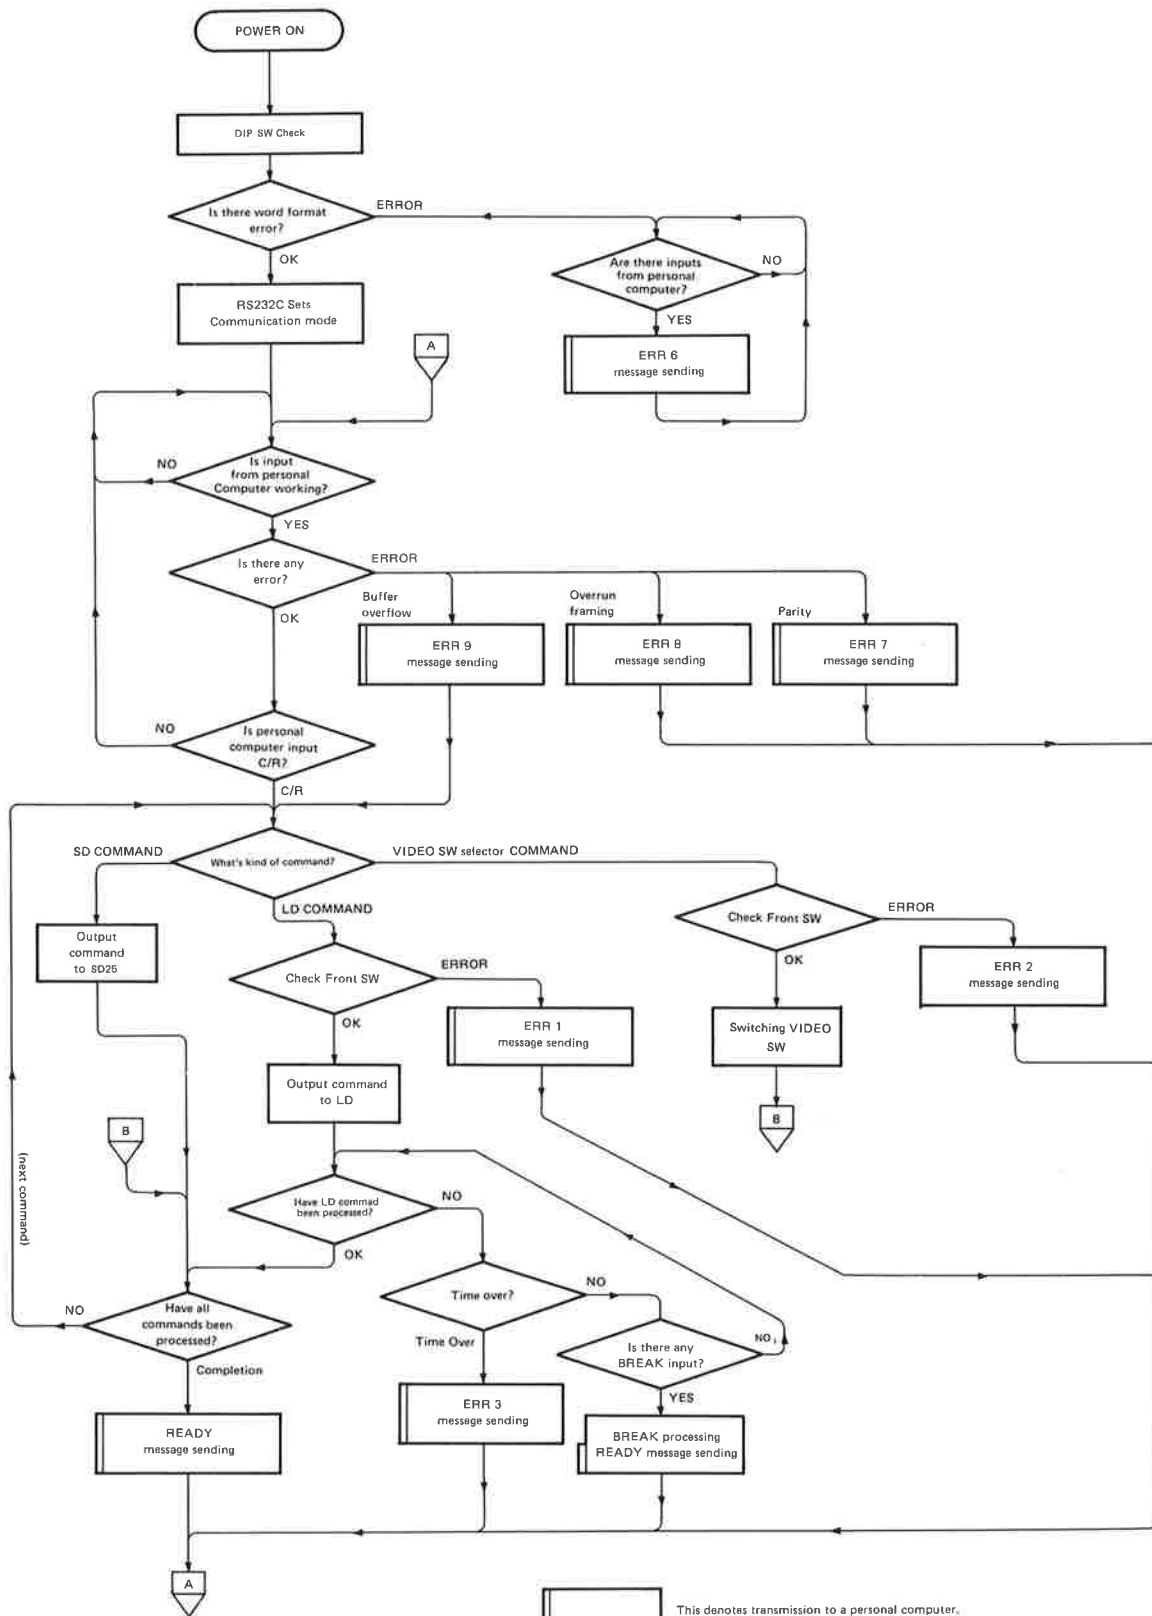 POWER ON
DIP SW Check
Is there word format
error?
ERROR
OK
Are there inputs
from personal
computer?
NO
YES
RS232C Sets
Communication mode
A
ERR 6
message sending
Is input
from personal
Computer working?
NO
YES
Is there any
error?
ERROR
OK
Buffer
overflow
Overrun
framing
Parity
ERR 9
message sending
ERR 8
message sending
ERR 7
message sending
Is personal
computer input
C/R?
NO
C/R
SD COMMAND
What's kind of command?
VIDEO SW selector COMMAND
LD COMMAND
Output
command
to SD25
Check Front SW
ERROR
OK
Check Front SW
ERROR
OK
ERR 2
message sending
ERR 1
message sending
Switching VIDEO
SW
Output command
to LD
B
B
(next command)
Have LD commad
been processed?
NO
OK
Time over?
NO
Time Over
NO
Have all
commands been
processed?
Completion
Is there any
BREAK input?
NO
YES
ERR 3
message sending
READY
message sending
BREAK processing
READY message sending
A
This denotes transmission to a personal computer.